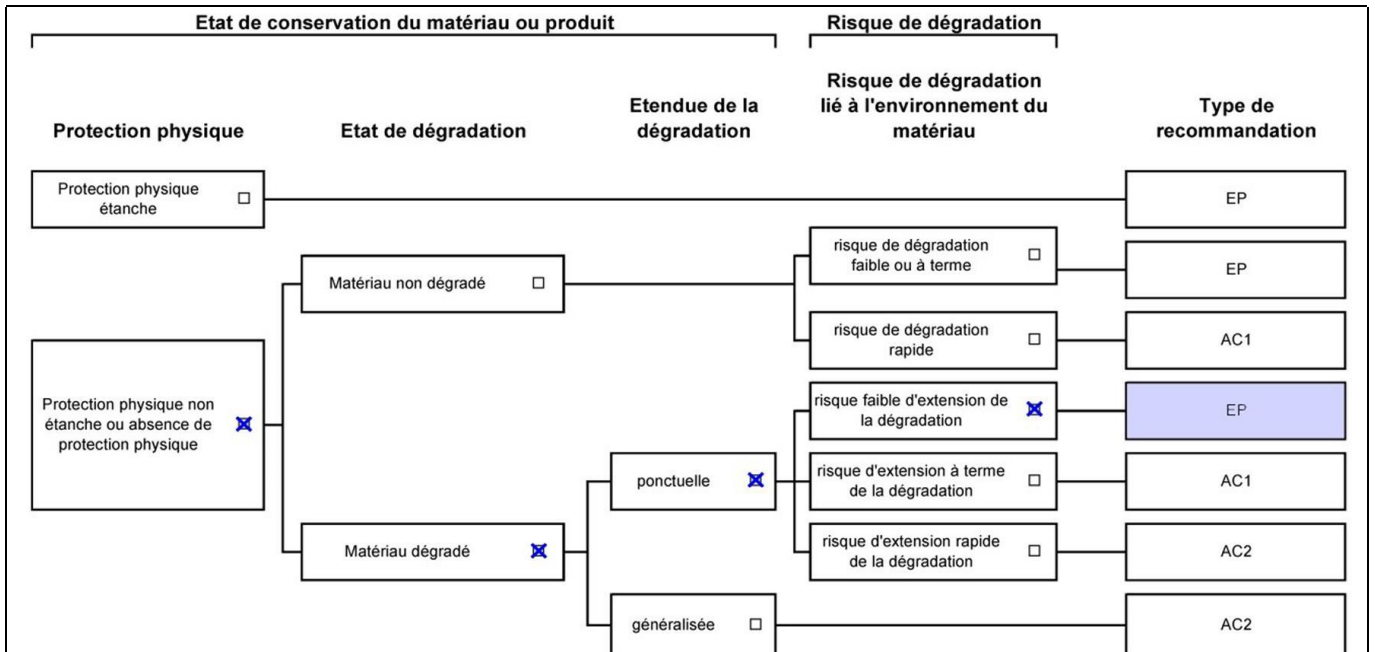 Etat de conservation du matériau ou produit
Risque de dégradation
Protection physique
Etat de dégradation
Etendue de la
dégradation
Risque de dégradation
lié à l'environnement du
matériau
Type de
recommandation
Protection physique
étanche
EP
risque de dégradation
faible ou à terme
EP
Matériau non dégradé
risque de dégradation
rapide
AC1
Protection physique non
étanche ou absence de
protection physique
risque faible d'extension de
la dégradation
EP
ponctuelle
risque d'extension à terme
de la dégradation
AC1
Matériau dégradé
risque d'extension rapide
de la dégradation
AC2
généralisée
AC2